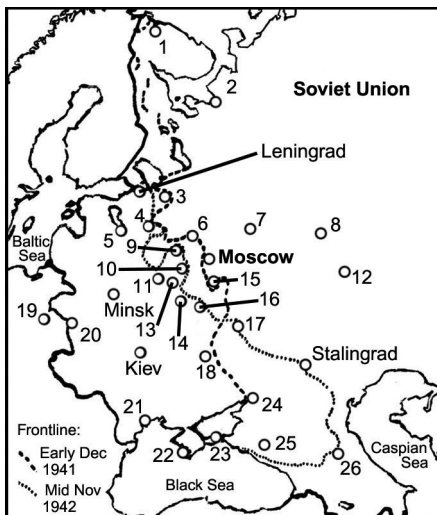 1
2
Soviet Union
Leningrad
3
4
5
6
7
8
Baltic
Sea
9
Moscow
10
11
12
15
Minsk
13
16
14
17
19
20
Kiev
18
Stalingrad
24
21
Frontline:
Early Dec
1941
22
23
25
26
Caspian
Sea
Mid Nov
1942
Black Sea